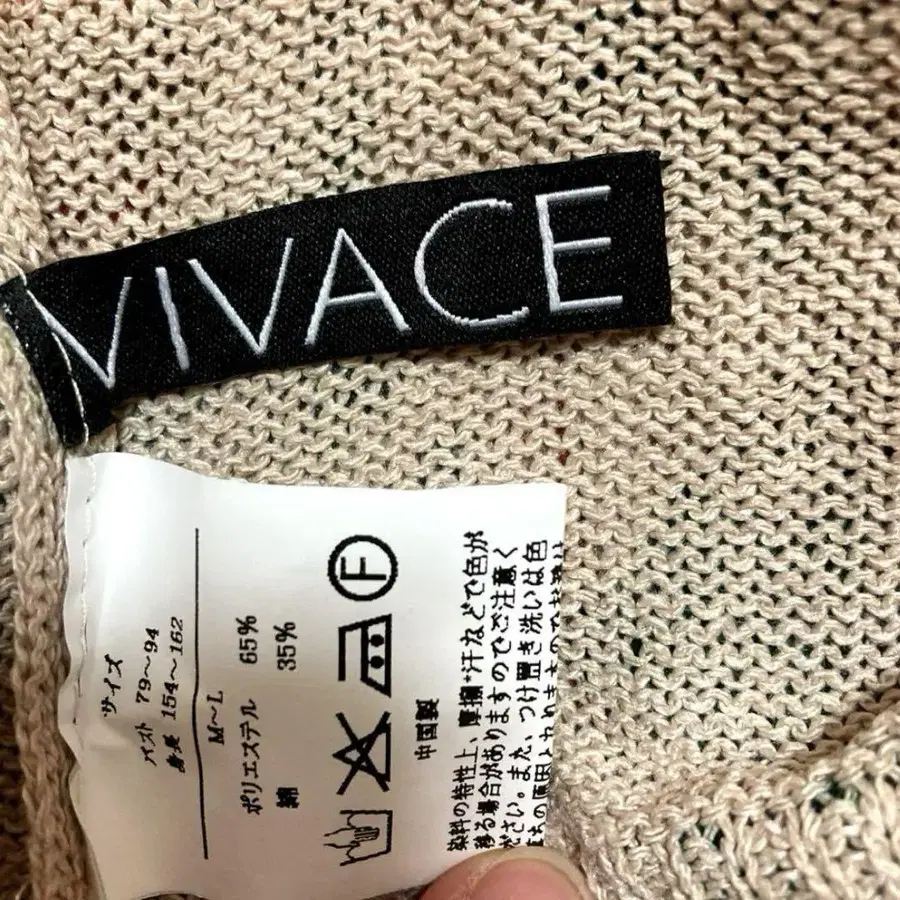 VIVACE
サイズ
バスト 79～94
身長 154～162
M～L
ポリエステル 65%
綿 35%
F
中国製
染料の特性上、摩擦・汗などで色が
移る場合がありますのでご注意く
ださい。また、つけ置き洗いは色